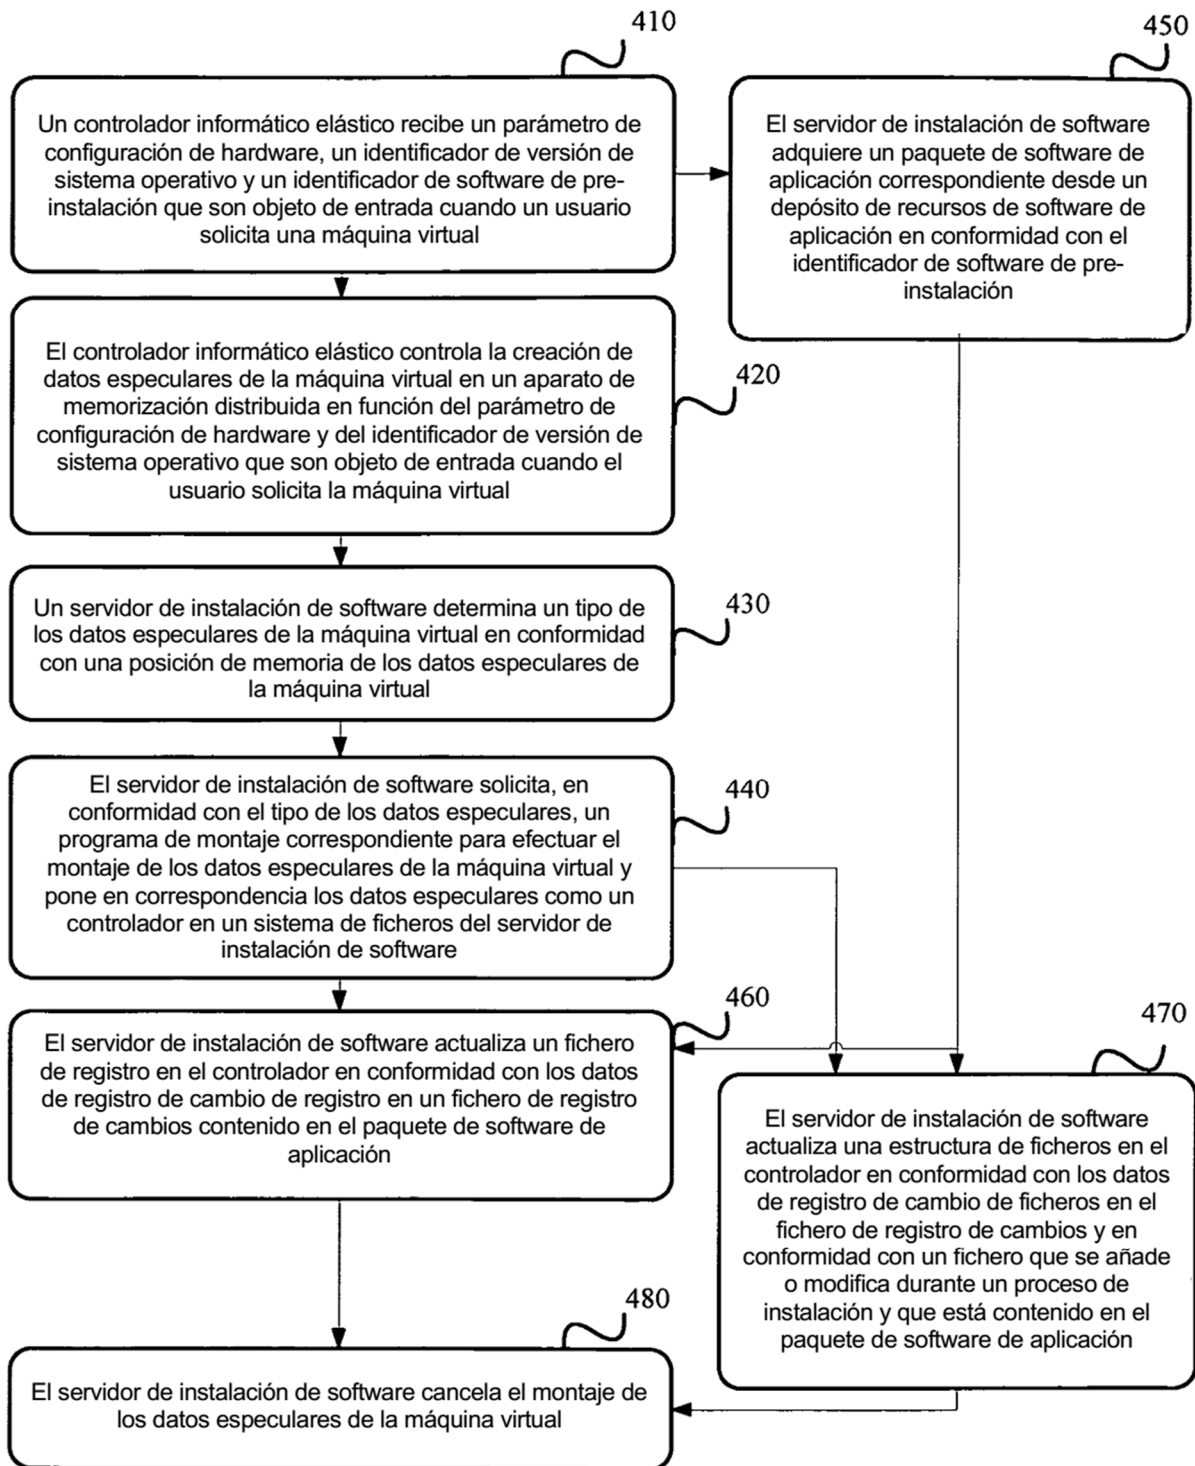 410
Un controlador informático elástico recibe un parámetro de
configuración de hardware, un identificador de versión de
sistema operativo y un identificador de software de pre-
instalación que son objeto de entrada cuando un usuario
solicita una máquina virtual
450
El servidor de instalación de software
adquiere un paquete de software de
aplicación correspondiente desde un
depósito de recursos de software de
aplicación en conformidad con el
identificador de software de pre-
instalación
420
El controlador informático elástico controla la creación de
datos especulares de la máquina virtual en un aparato de
memorización distribuida en función del parámetro de
configuración de hardware y del identificador de versión de
sistema operativo que son objeto de entrada cuando el
usuario solicita la máquina virtual
430
Un servidor de instalación de software determina un tipo de
los datos especulares de la máquina virtual en conformidad
con una posición de memoria de los datos especulares de
la máquina virtual
440
El servidor de instalación de software solicita, en
conformidad con el tipo de los datos especulares, un
programa de montaje correspondiente para efectuar el
montaje de los datos especulares de la máquina virtual y
pone en correspondencia los datos especulares como un
controlador en un sistema de ficheros del servidor de
instalación de software
460
El servidor de instalación de software actualiza un fichero
de registro en el controlador en conformidad con los datos
de registro de cambio de registro en un fichero de registro
de cambios contenido en el paquete de software de
aplicación
470
El servidor de instalación de software
actualiza una estructura de ficheros en el
controlador en conformidad con los datos
de registro de cambio de ficheros en el
fichero de registro de cambios y en
conformidad con un fichero que se añade
o modifica durante un proceso de
instalación y que está contenido en el
paquete de software de aplicación
480
El servidor de instalación de software cancela el montaje de
los datos especulares de la máquina virtual